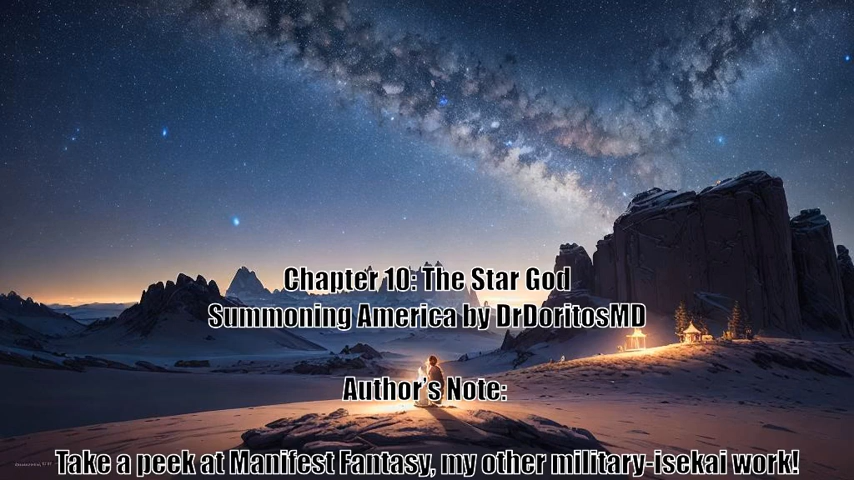 Chapter 10: The Star God
Summoning America by DrDoritosMD
Author's Note:
Take a peek at Manifest Fantasy, my other military-isekai work!